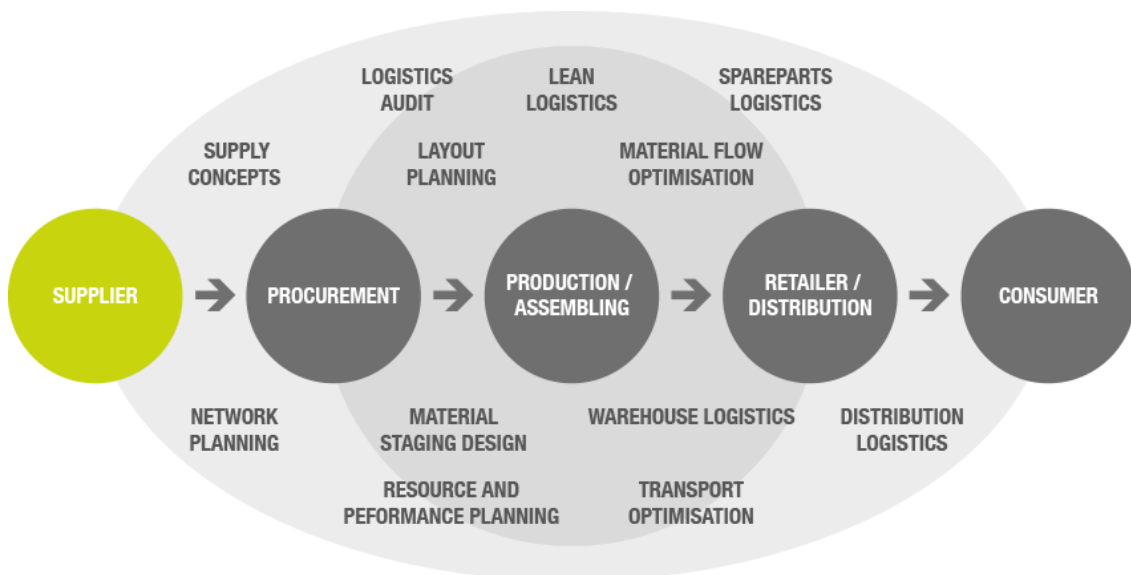 LOGISTICS
AUDIT
LEAN
LOGISTICS
SPAREPARTS
LOGISTICS
SUPPLY
CONCEPTS
LAYOUT
PLANNING
MATERIAL FLOW
OPTIMISATION
SUPPLIER
PROCUREMENT
PRODUCTION /
ASSEMBLING
RETAILER /
DISTRIBUTION
CONSUMER
NETWORK
PLANNING
MATERIAL
STAGING DESIGN
WAREHOUSE LOGISTICS
DISTRIBUTION
LOGISTICS
RESOURCE AND
PEFORMANCE PLANNING
TRANSPORT
OPTIMISATION